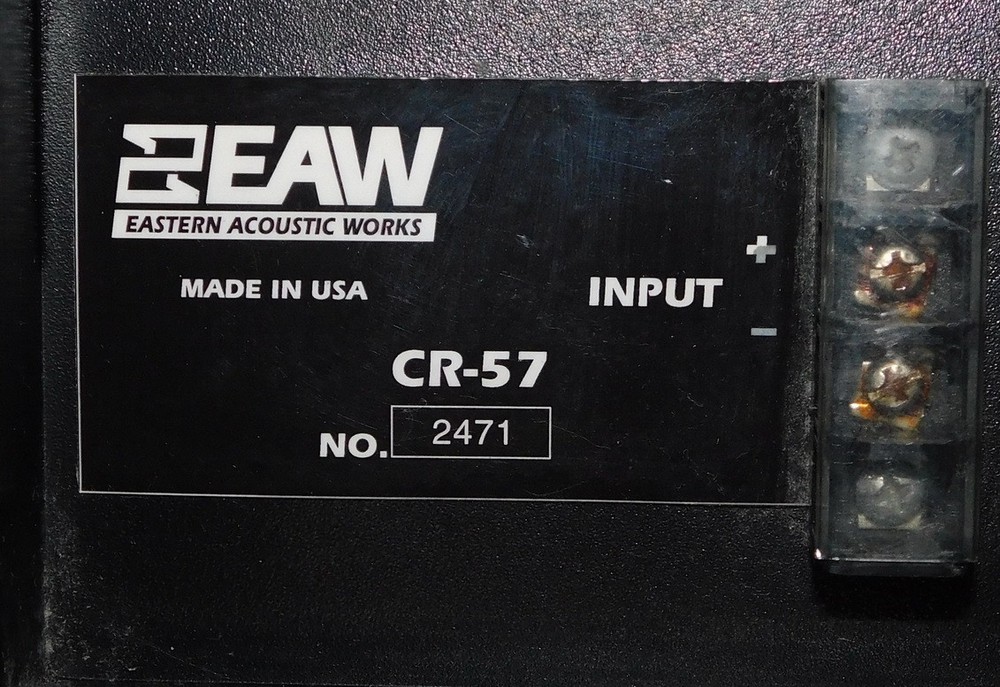 EAW
EASTERN ACOUSTIC WORKS
MADE IN USA
+
INPUT
−
CR-57
NO. 2471